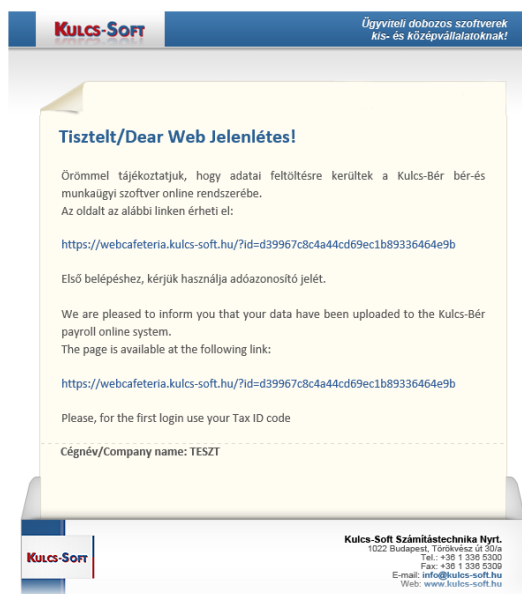 KULCS-SOFT
Ügyviteli dobozos szoftverek
kis- és középvállalatoknak!
Tisztelt/Dear Web Jelenlétes!
Örömmel tájékoztatjuk, hogy adatai feltöltésre kerültek a Kulcs-Bér bér-és
munkaügyi szoftver online rendszerébe.
Az oldalt az alábbi linken érheti el:
https://webcafeteria.kulcs-soft.hu/?id=d39967c8c4a44cd69ec1b89336464e9b
Első belépéshez, kérjük használja adóazonosító jelét.
We are pleased to inform you that your data have been uploaded to the Kulcs-Bér
payroll online system.
The page is available at the following link:
https://webcafeteria.kulcs-soft.hu/?id=d39967c8c4a44cd69ec1b89336464e9b
Please, for the first login use your Tax ID code
Cégnév/Company name: TESZT
KULCS-SOFT
Kulcs-Soft Számítástechnika Nyrt.
1022 Budapest, Törökvész út 30/a
Tel.: +36 1 336 5300
Fax: +36 1 336 5309
E-mail: info@kulcs-soft.hu
Web: www.kulcs-soft.hu